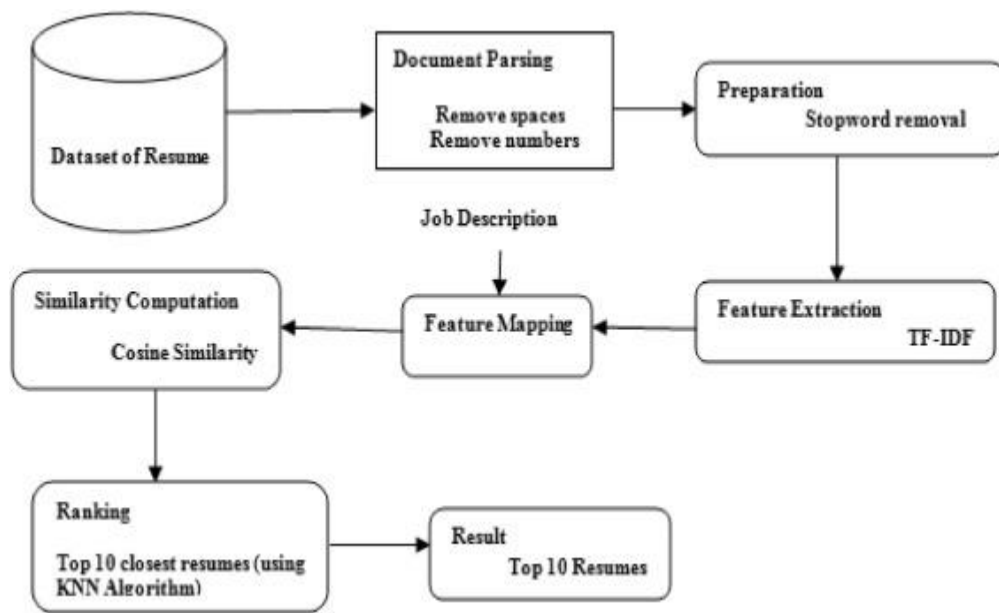 Dataset of Resume
Document Parsing
Remove spaces
Remove numbers
Preparation
Stopword removal
Job Description
Similarity Computation
Cosine Similarity
Feature Mapping
Feature Extraction
TF-IDF
Ranking
Top 10 closest resumes (using
KNN Algorithm)
Result
Top 10 Resumes